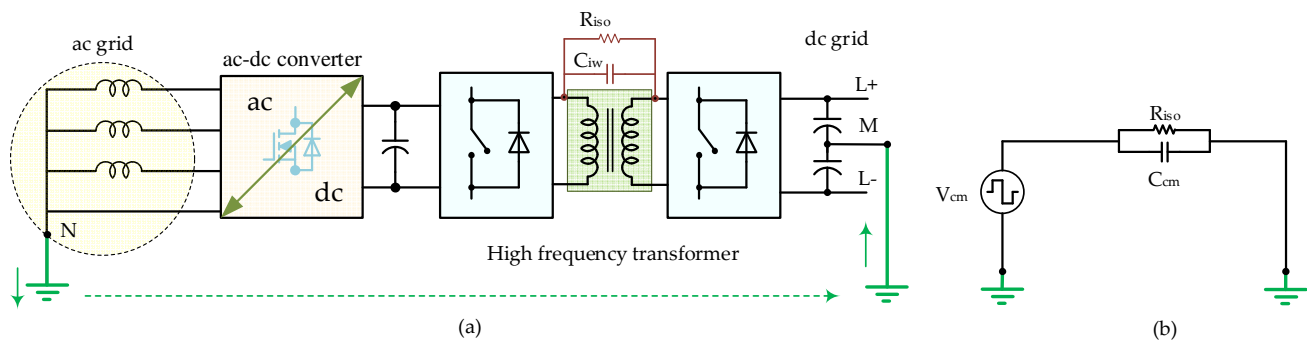 ac grid
ac-dc converter
Riso
Ciw
dc grid
ac
dc
L+
M
L-
N
High frequency transformer
(a)
Riso
Ccm
Vcm
(b)